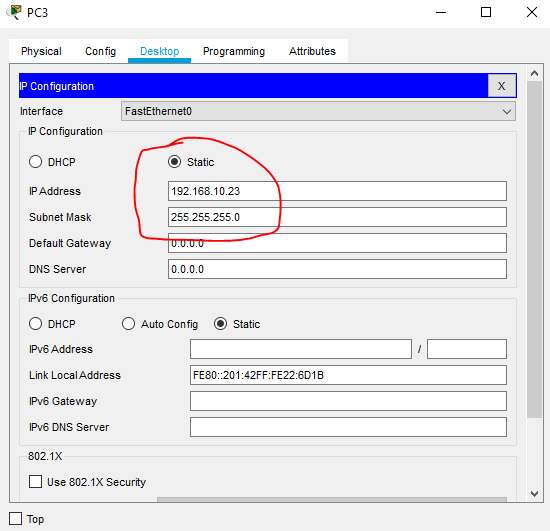 PC3
Physical Config Desktop Programming Attributes
IP Configuration X
Interface FastEthernet0
IP Configuration
DHCP Static
IP Address 192.168.10.23
Subnet Mask 255.255.255.0
Default Gateway 0.0.0.0
DNS Server 0.0.0.0
IPv6 Configuration
DHCP Auto Config Static
IPv6 Address /
Link Local Address FE80::201:42FF:FE22:6D1B
IPv6 Gateway
IPv6 DNS Server
802.1X
Use 802.1X Security
Top